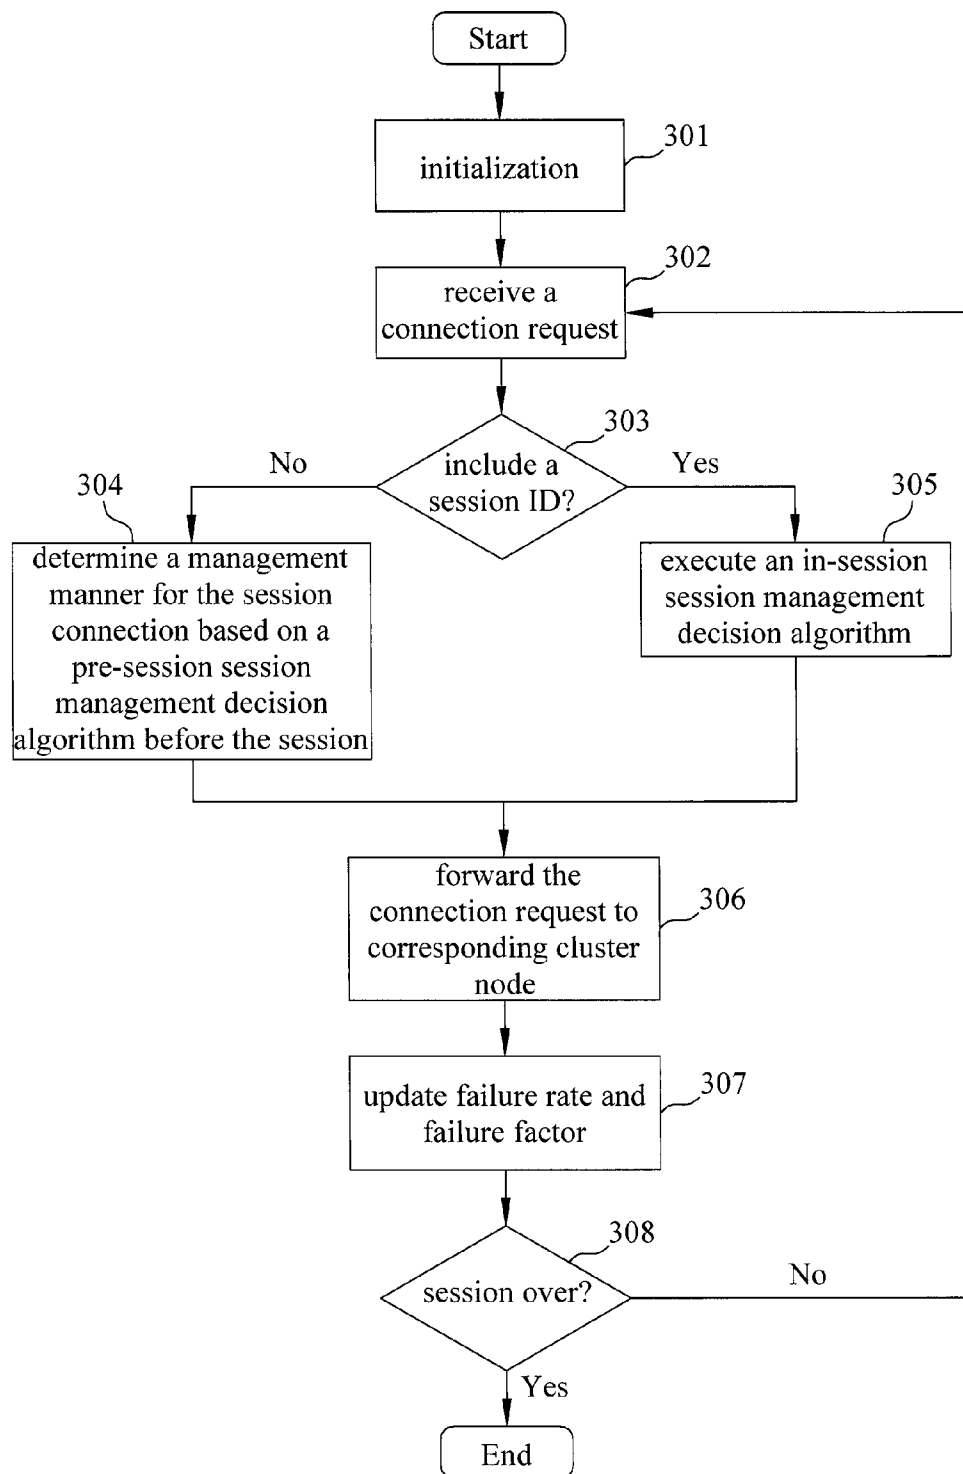 Start
301
initialization
302
receive a
connection request
303
include a
session ID?
No
Yes
304
determine a management
manner for the session
connection based on a
pre-session session
management decision
algorithm before the session
305
execute an in-session
session management
decision algorithm
306
forward the
connection request to
corresponding cluster
node
307
update failure rate and
failure factor
308
session over?
No
Yes
End